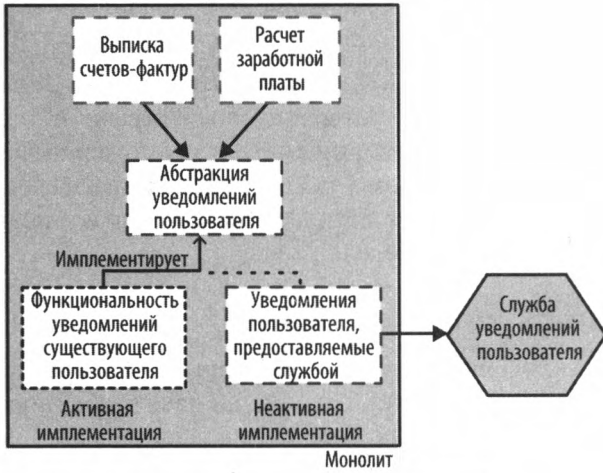 Выписка
счетов-фактур
Расчет
заработной
платы
Абстракция
уведомлений
пользователя
Имплементирует
Функциональность
уведомлений
существующего
пользователя
Уведомления
пользователя,
предоставляемые
службой
Служба
уведомлений
пользователя
Активная
имплементация
Неактивная
имплементация
Монолит